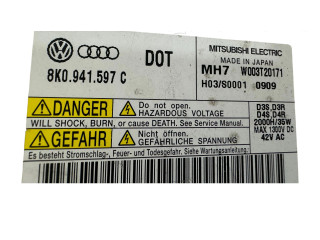 DOT
MITSUBISHI ELECTRIC
MADE IN JAPAN
8K0.941.597 C
MH7 W003T20171
H03/S0001 0909
DANGER Do not open. HAZARDOUS VOLTAGE
WILL SHOCK, BURN, or cause DEATH. See Service Manual.
GEFAHR Nicht öffnen. GEFÄHRLICHE SPANNUNG
Es besteht Stromschlag-, Feuer- und Todesgefahr. Siehe Wartungsanleitung.
D3S,D3R
D4S,D4R
2000H/35W
MAX 1300V DC
42V AC